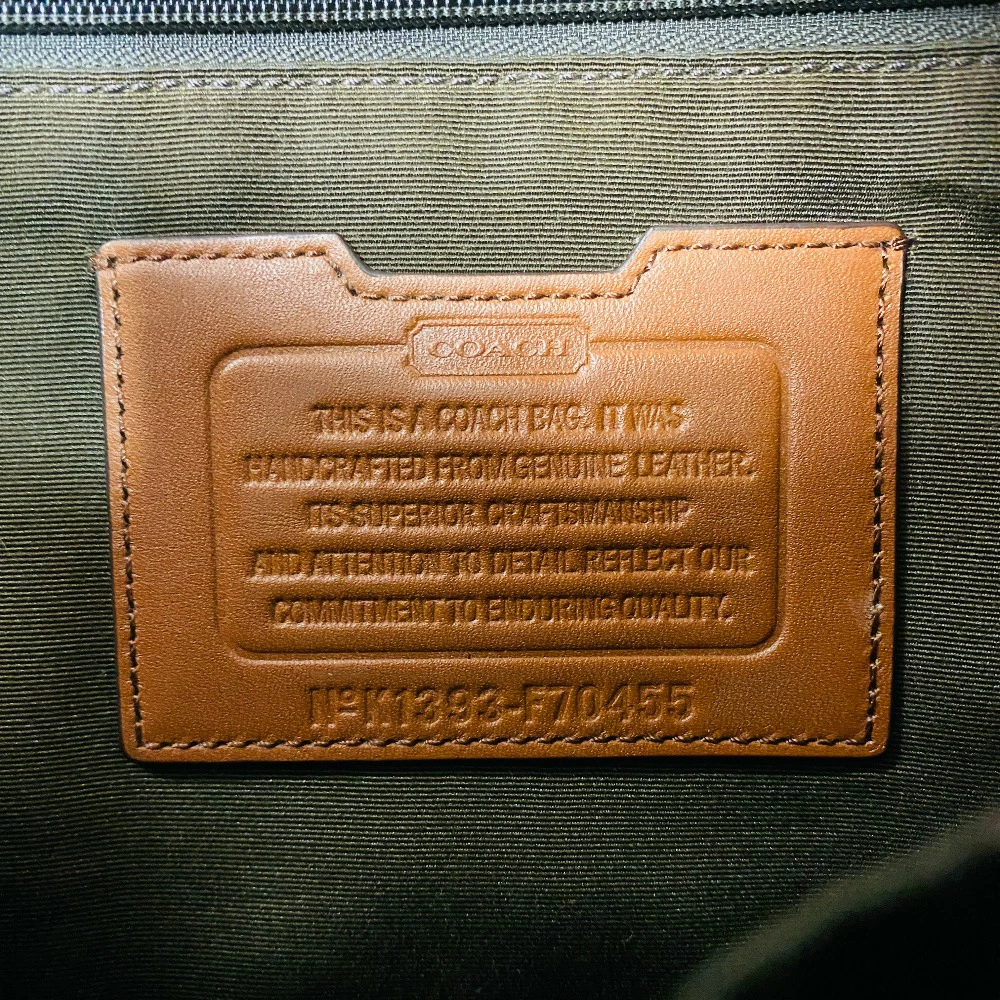 COACH
THIS IS A COACH BAG. IT WAS
HANDCRAFTED FROM GENUINE LEATHER.
ITS SUPERIOR CRAFTSMANSHIP
AND ATTENTION TO DETAIL REFLECT OUR
COMMITMENT TO ENDURING QUALITY.
Nº K1393-F70455